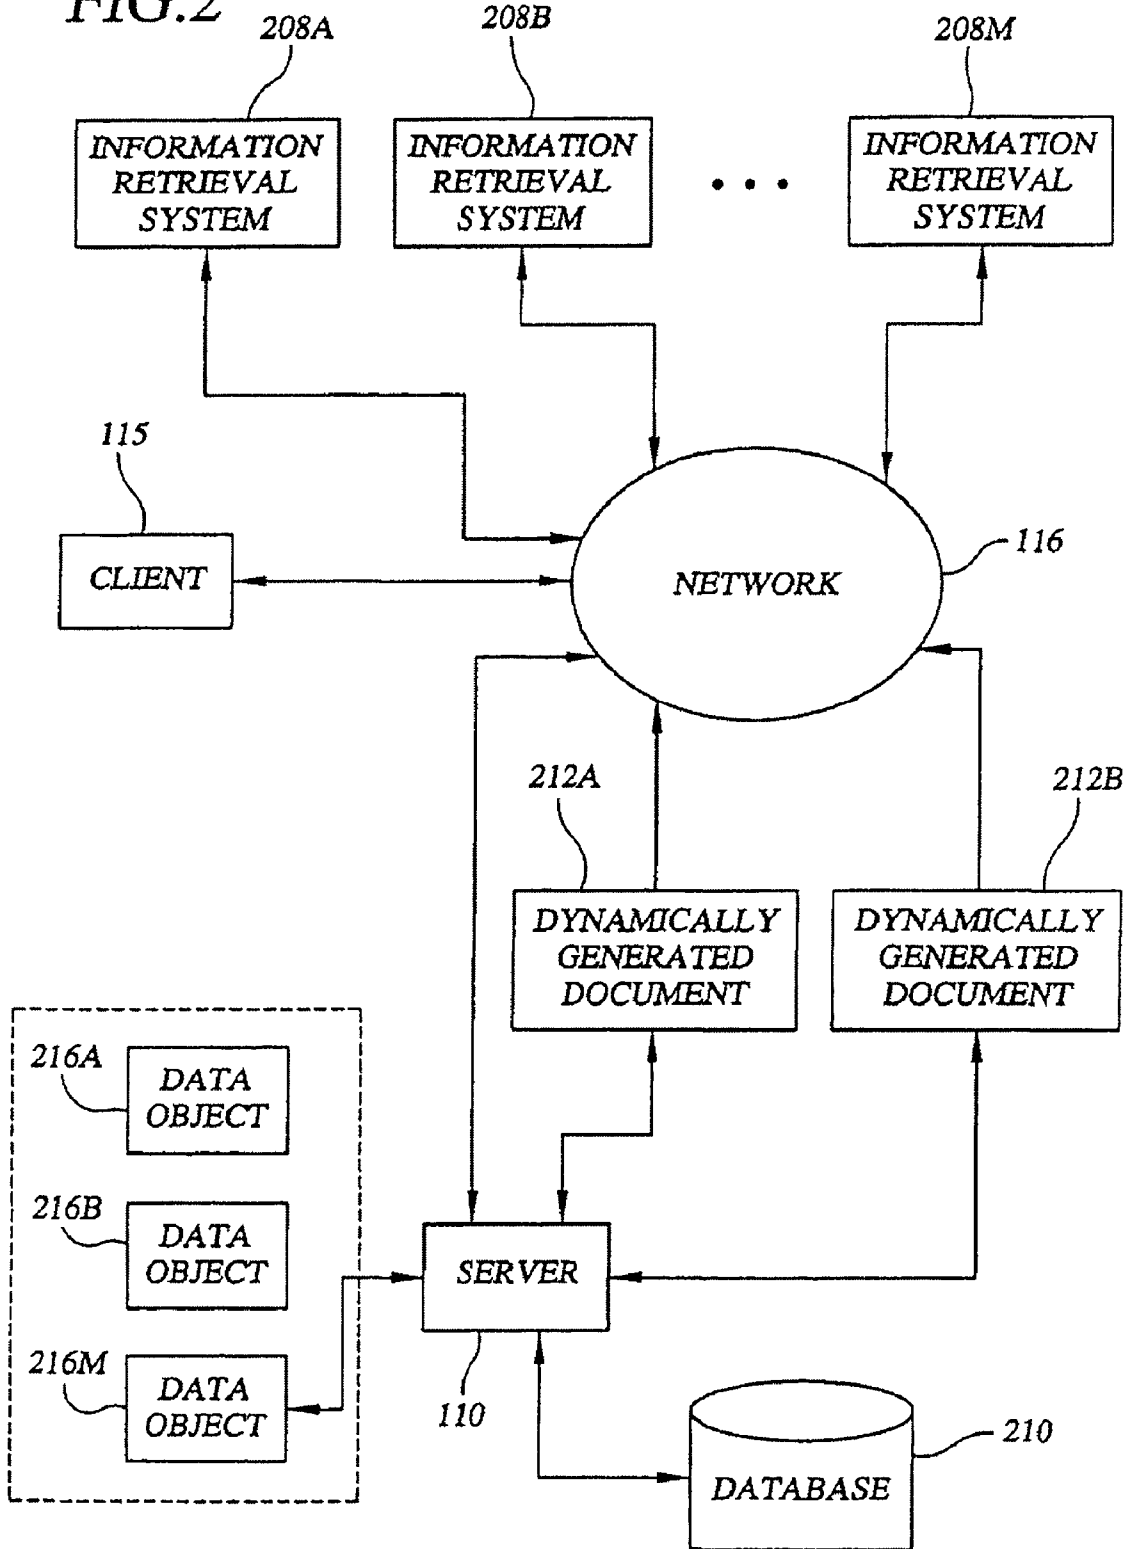 FIG.2
208A
208B
208M
INFORMATION
RETRIEVAL
SYSTEM
INFORMATION
RETRIEVAL
SYSTEM
INFORMATION
RETRIEVAL
SYSTEM
115
CLIENT
NETWORK
116
212A
212B
DYNAMICALLY
GENERATED
DOCUMENT
DYNAMICALLY
GENERATED
DOCUMENT
216A
DATA
OBJECT
216B
DATA
OBJECT
216M
DATA
OBJECT
SERVER
110
DATABASE
210